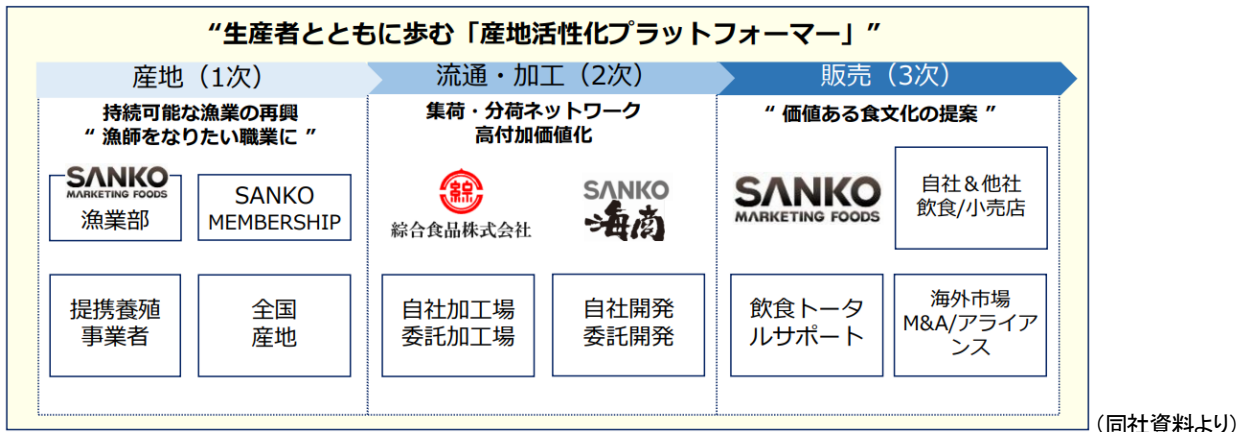 “生産者とともに歩む「産地活性化プラットフォーマー」”
産地（1次）
流通・加工（2次）
販売（3次）
持続可能な漁業の再興
“ 漁師をなりたい職業に ”
集荷・分荷ネットワーク
高付加価値化
“ 価値ある食文化の提案 ”
SANKO
MARKETING FOODS
漁業部
SANKO
MEMBERSHIP
綜
綜合食品株式会社
SANKO
海商
SANKO
MARKETING FOODS
自社＆他社
飲食/小売店
提携養殖
事業者
全国
産地
自社加工場
委託加工場
自社開発
委託開発
飲食トータ
ルサポート
海外市場
M&A/アライア
ンス
（同社資料より）